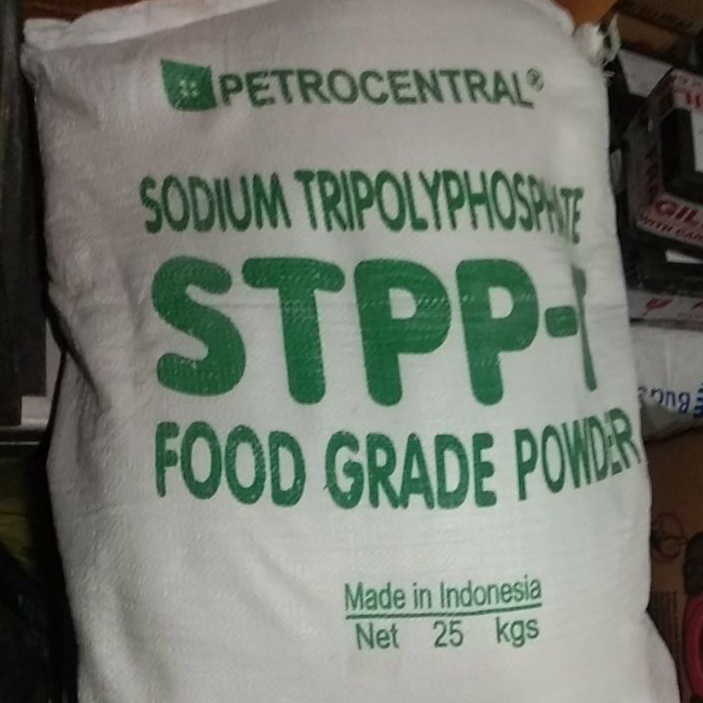 PETROCENTRAL®
SODIUM TRIPOLYPHOSPHATE
STPP-T
FOOD GRADE POWDER
Made in Indonesia
Net 25 kgs